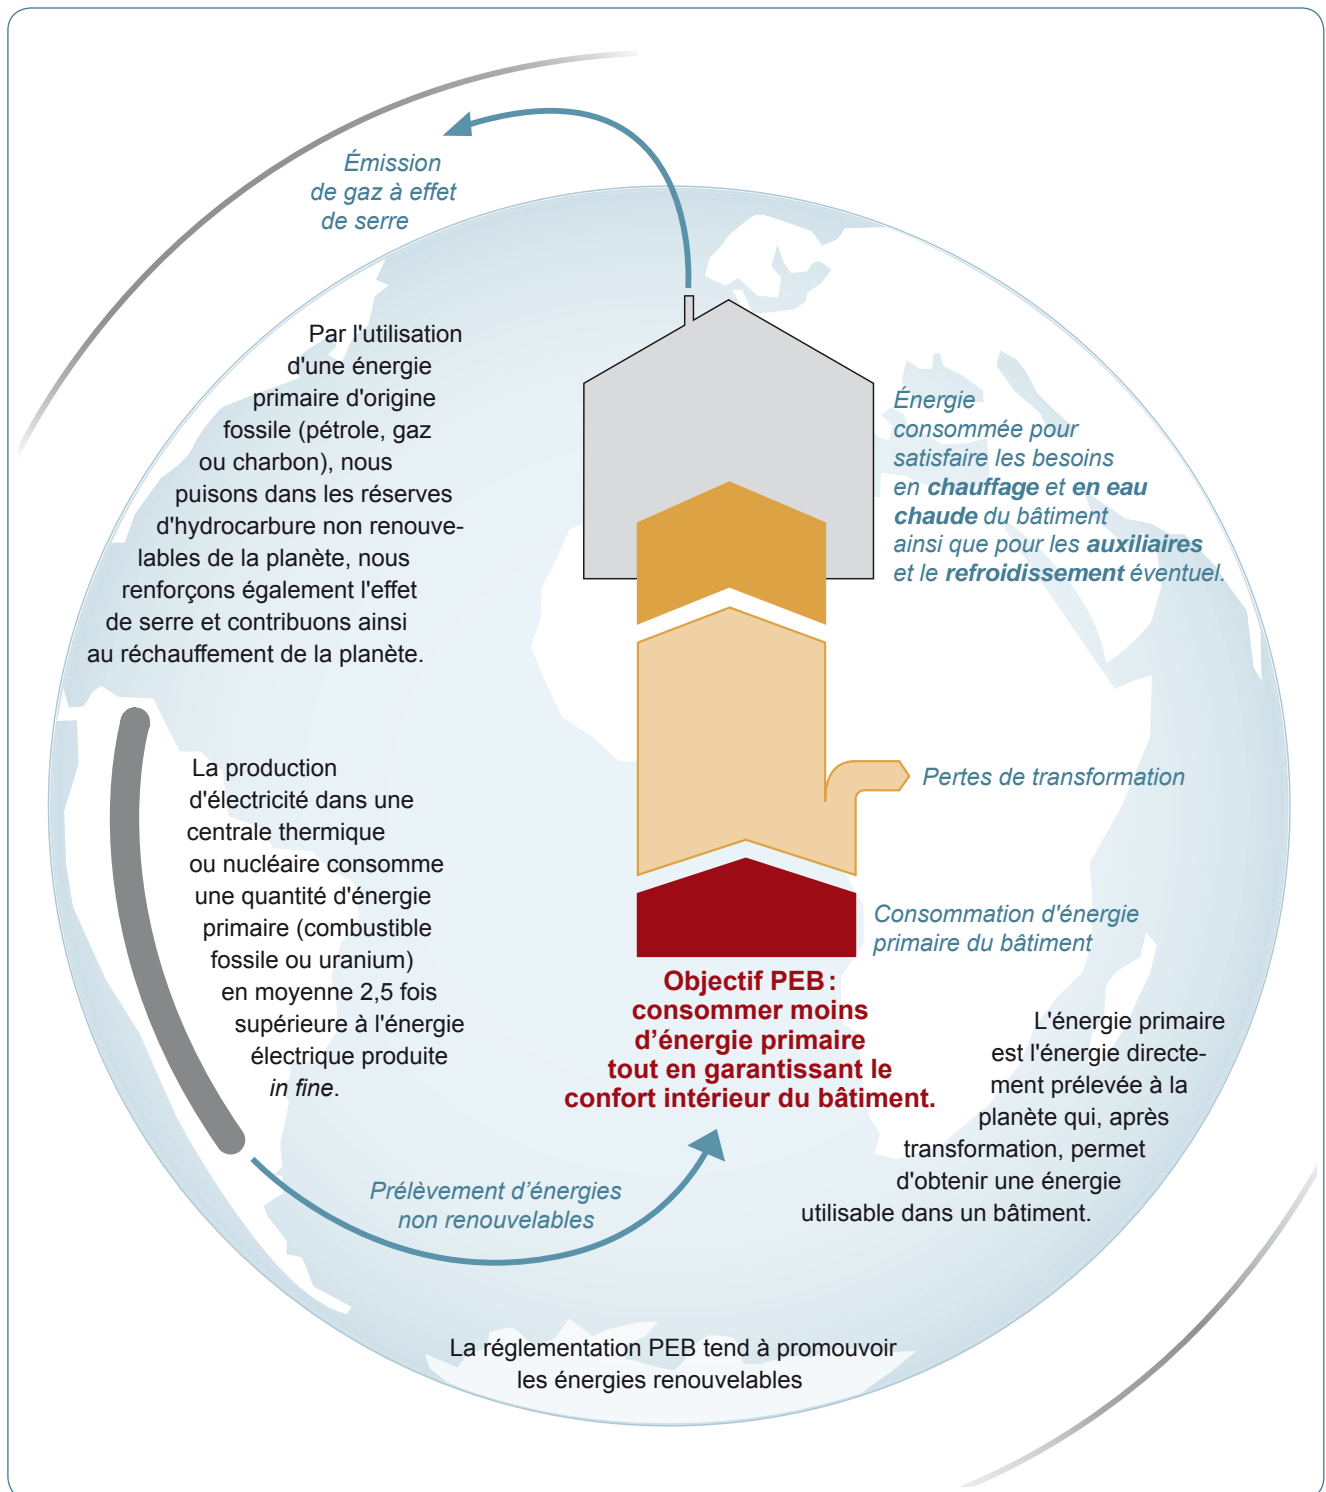 Émission
de gaz à effet
de serre
Par l'utilisation
d'une énergie
primaire d'origine
fossile (pétrole, gaz
ou charbon), nous
puisons dans les réserves
d'hydrocarbure non renouve-
lables de la planète, nous
renforçons également l'effet
de serre et contribuons ainsi
au réchauffement de la planète.
Énergie
consommée pour
satisfaire les besoins
en chauffage et en eau
chaude du bâtiment
ainsi que pour les auxiliaires
et le refroidissement éventuel.
La production
d'électricité dans une
centrale thermique
ou nucléaire consomme
une quantité d'énergie
primaire (combustible
fossile ou uranium)
en moyenne 2,5 fois
supérieure à l'énergie
électrique produite
in fine.
Pertes de transformation
Consommation d'énergie
primaire du bâtiment
Objectif PEB :
consommer moins
d’énergie primaire
tout en garantissant le
confort intérieur du bâtiment.
L'énergie primaire
est l'énergie directe-
ment prélevée à la
planète qui, après
transformation, permet
d'obtenir une énergie
utilisable dans un bâtiment.
Prélèvement d’énergies
non renouvelables
La réglementation PEB tend à promouvoir
les énergies renouvelables